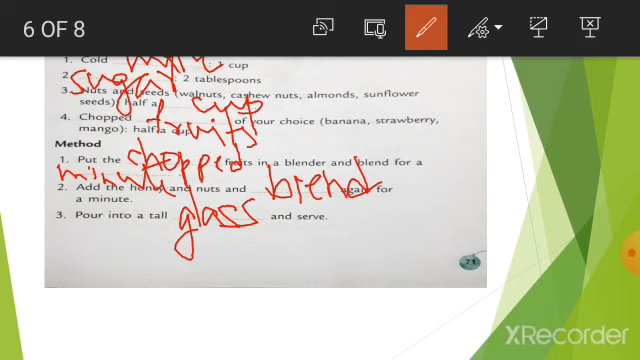 6 OF 8
1. Cold milk : 1 cup
2. sugar : 2 tablespoons
3. Nuts and seeds (walnuts, cashew nuts, almonds, sunflower
seeds): half a cup
4. Chopped fruits of your choice (banana, strawberry,
mango): half a cup
Method
1. Put the chopped fruits in a blender and blend for a
minute
2. Add the honey and nuts and blend again for
a minute.
3. Pour into a tall glass and serve.
71
XRecorder